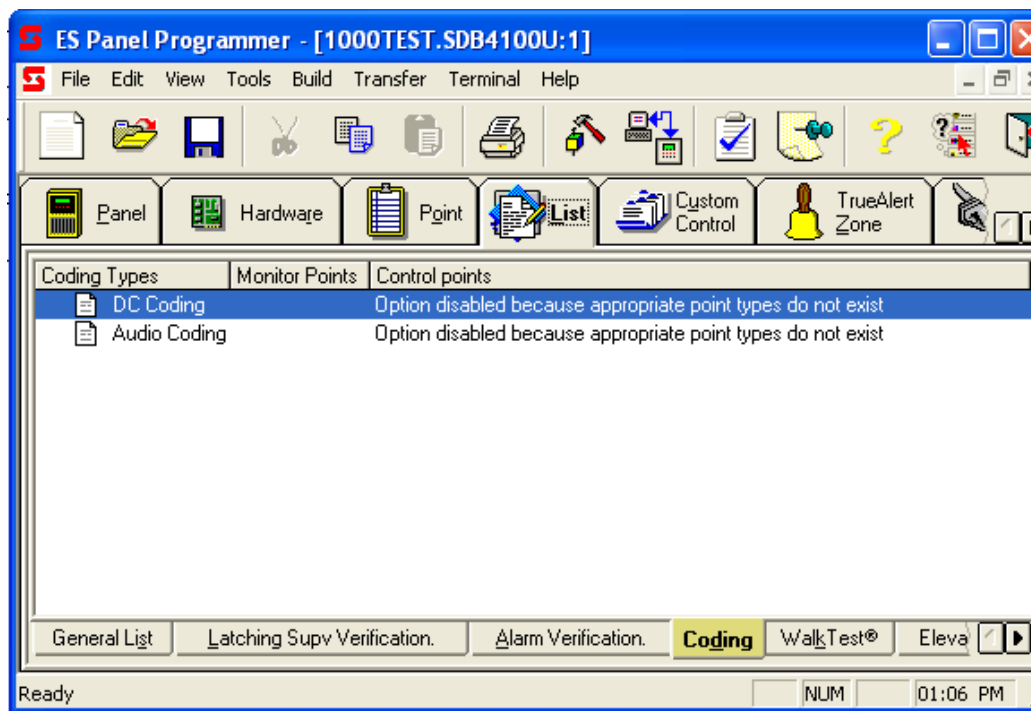 ES Panel Programmer - [1000TEST.SDB4100U:1]
File Edit View Tools Build Transfer Terminal Help
Panel Hardware Point List Custom Control TrueAlert Zone
Coding Types Monitor Points Control points
DC Coding Option disabled because appropriate point types do not exist
Audio Coding Option disabled because appropriate point types do not exist
General List Latching Supv Verification. Alarm Verification. Coding WalkTest® Eleva
Ready NUM 01:06 PM